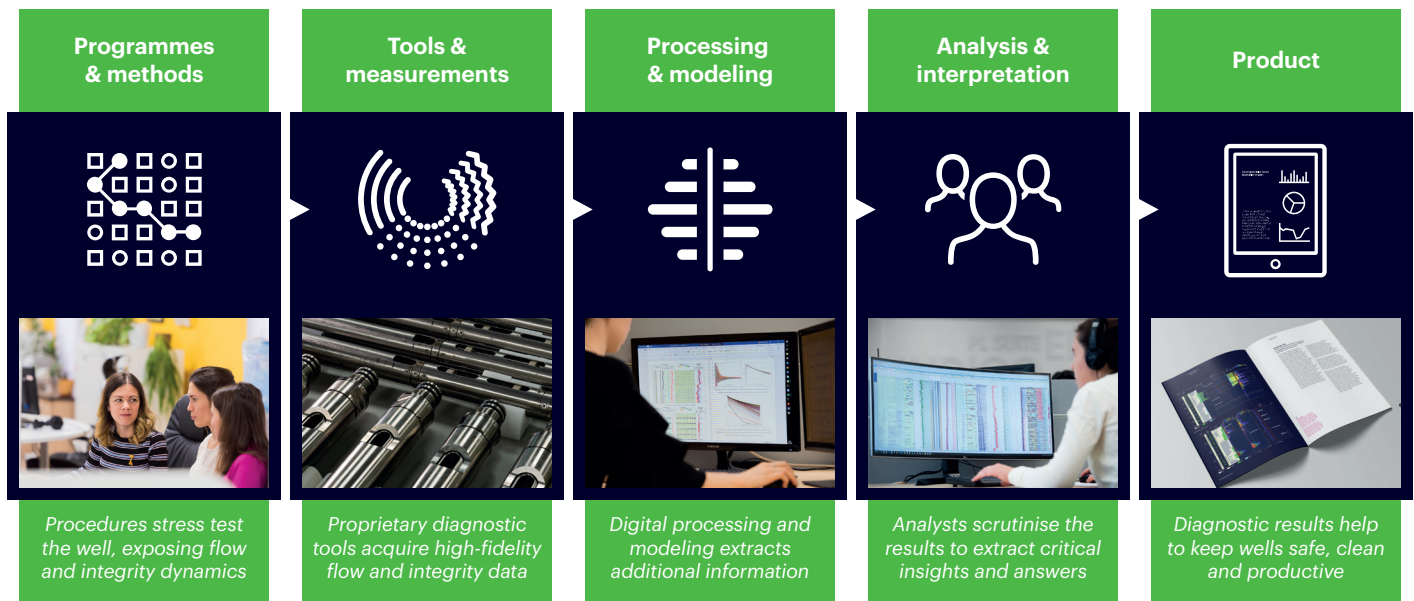 Programmes
& methods
Tools &
measurements
Processing
& modeling
Analysis &
interpretation
Product
Procedures stress test
the well, exposing flow
and integrity dynamics
Proprietary diagnostic
tools acquire high-fidelity
flow and integrity data
Digital processing and
modeling extracts
additional information
Analysts scrutinise the
results to extract critical
insights and answers
Diagnostic results help
to keep wells safe, clean
and productive